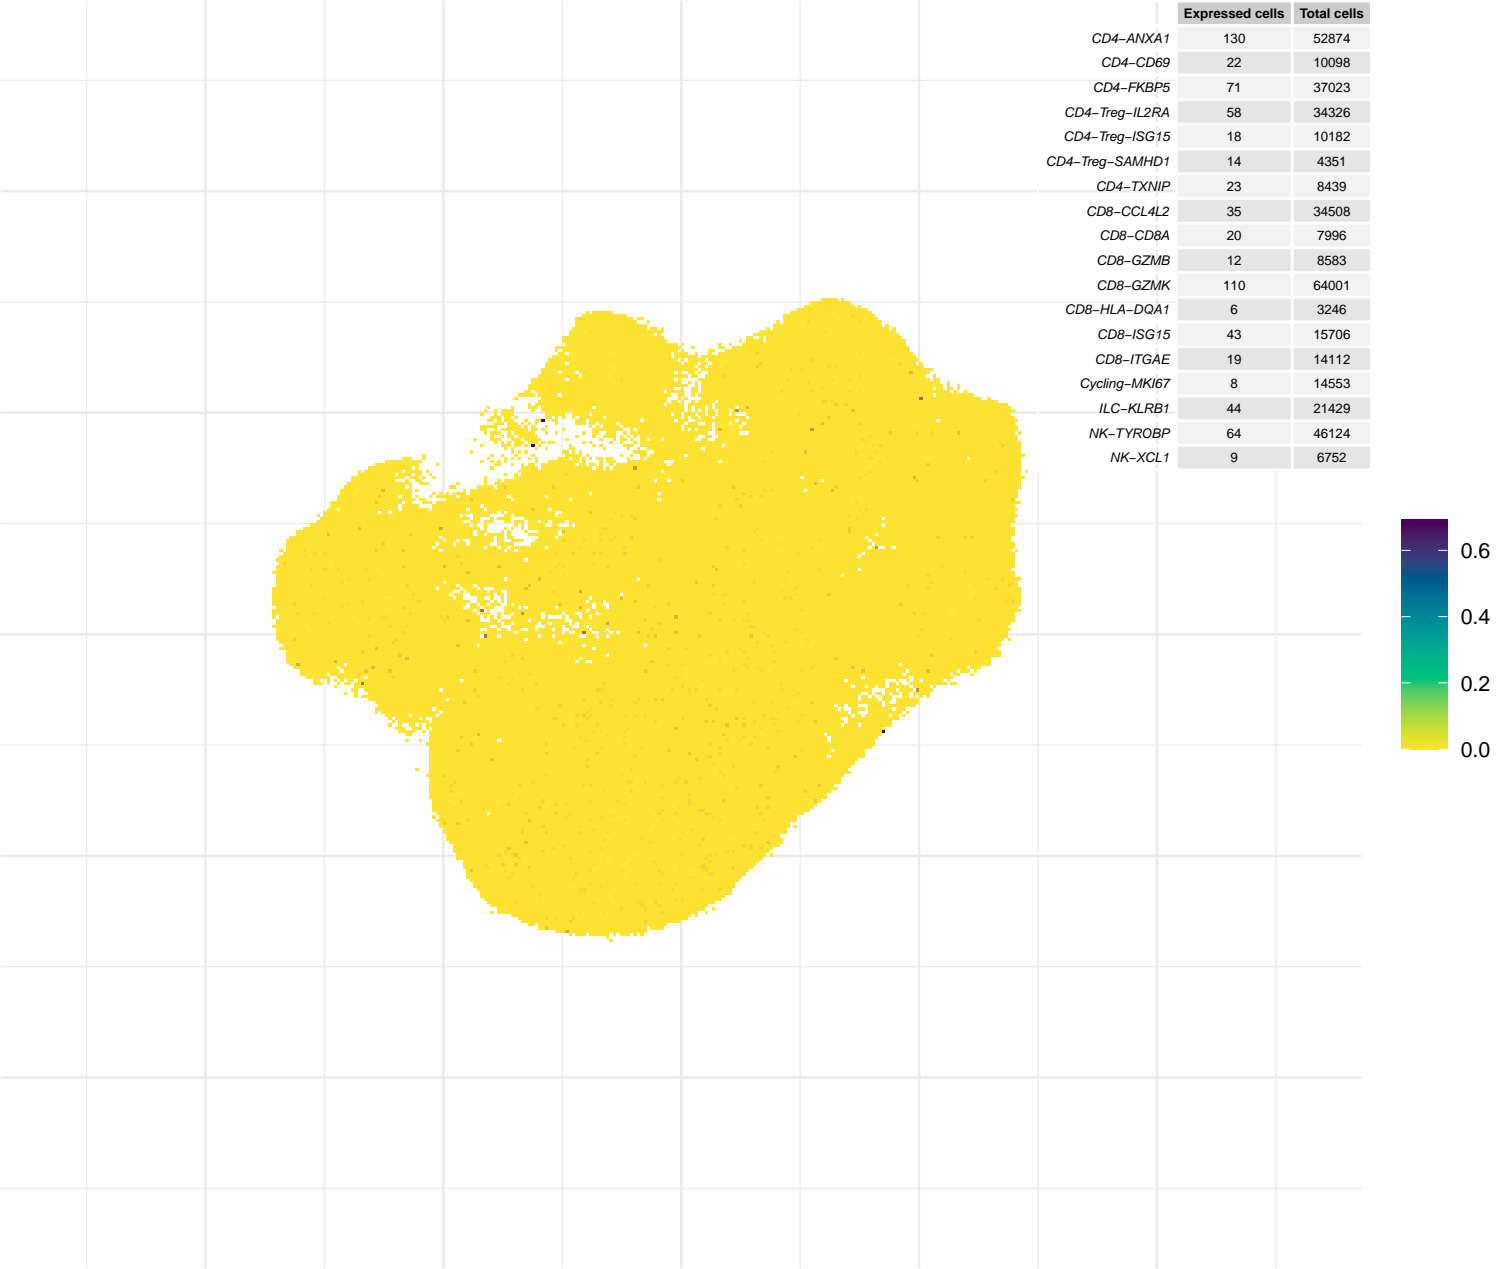 Expressed cells Total cells
CD4−ANXA1 130 52874
CD4−CD69 22 10098
CD4−FKBP5 71 37023
CD4−Treg−IL2RA 58 34326
CD4−Treg−ISG15 18 10182
CD4−Treg−SAMHD1 14 4351
CD4−TXNIP 23 8439
CD8−CCL4L2 35 34508
CD8−CD8A 20 7996
CD8−GZMB 12 8583
CD8−GZMK 110 64001
CD8−HLA−DQA1 6 3246
CD8−ISG15 43 15706
CD8−ITGAE 19 14112
Cycling−MKI67 8 14553
ILC−KLRB1 44 21429
NK−TYROBP 64 46124
NK−XCL1 9 6752
0.6
0.4
0.2
0.0